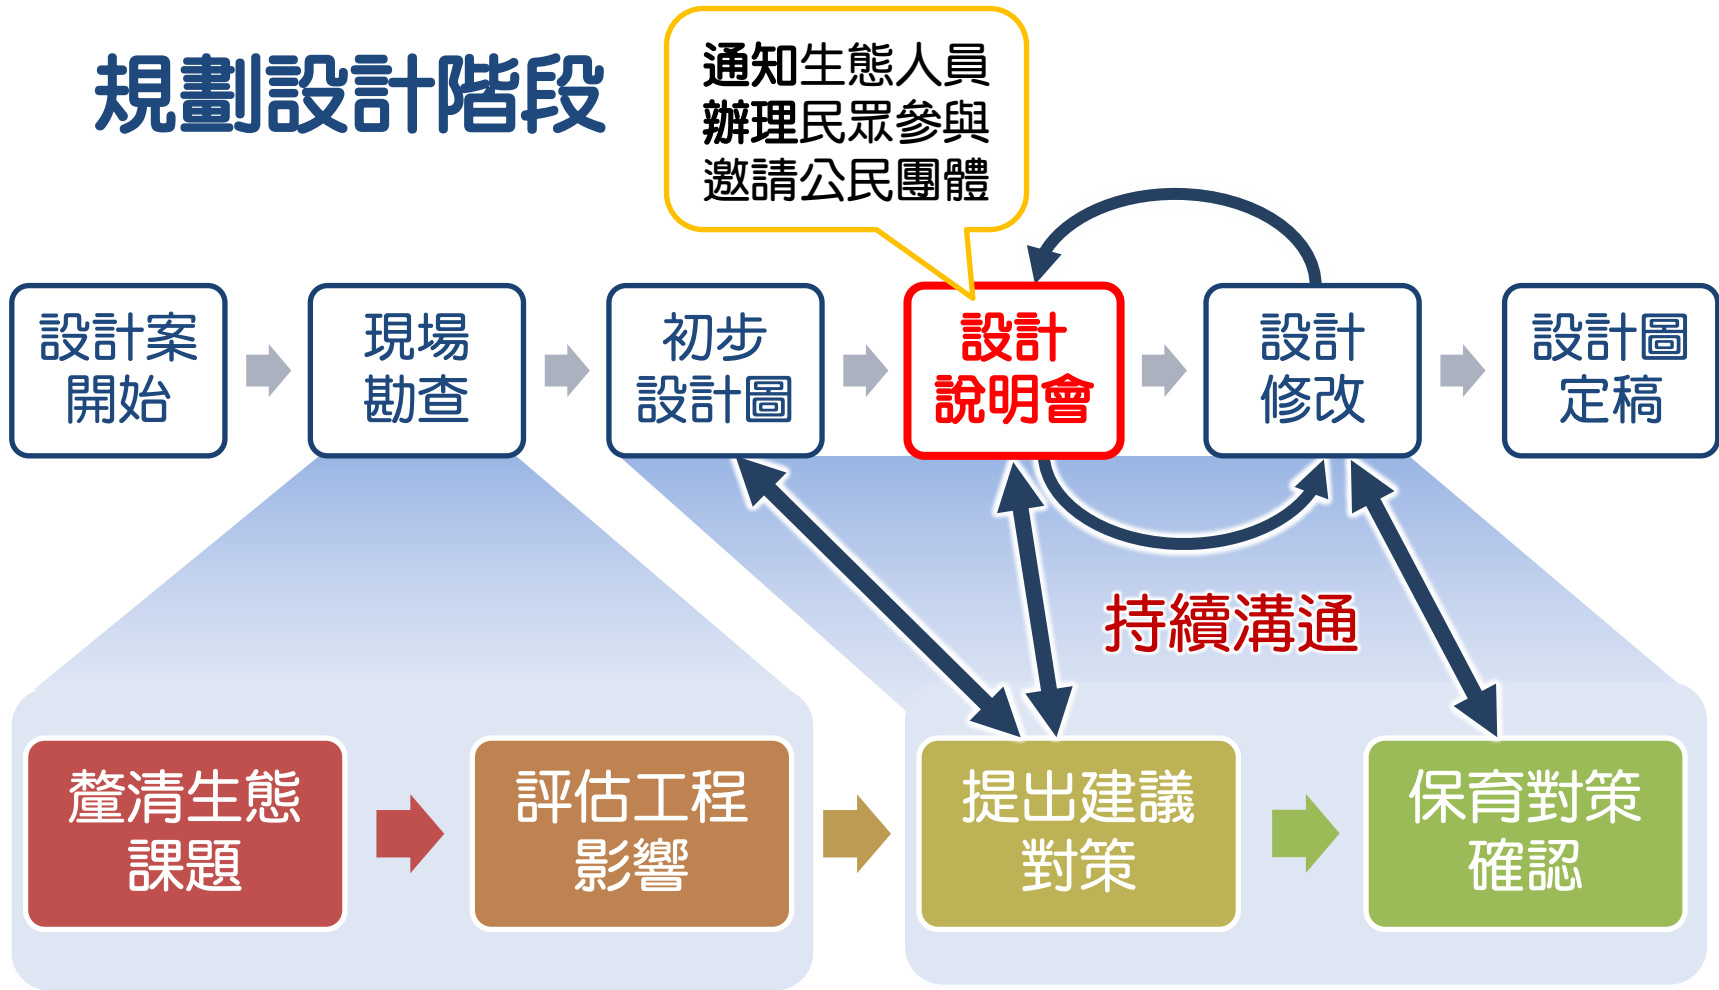 規劃設計階段
通知生態人員
辦理民眾參與
邀請公民團體
設計案
開始
現場
勘查
初步
設計圖
設計
說明會
設計
修改
設計圖
定稿
持續溝通
釐清生態
課題
評估工程
影響
提出建議
對策
保育對策
確認